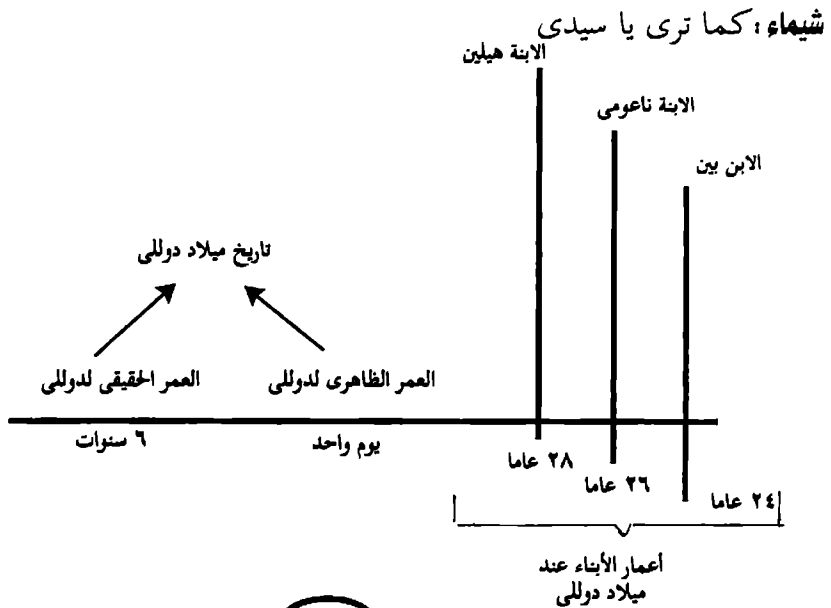 شيماء: كما ترى يا سيدى
الابنة هيلين
الابنة ناعومى
الابن بين
تاريخ ميلاد دوللى
العمر الظاهرى لدوللى
العمر الحقيقى لدوللى
يوم واحد
٦ سنوات
٢٨ عاما
٢٦ عاما
٢٤ عاما
أعمار الأبناء عند
ميلاد دوللى